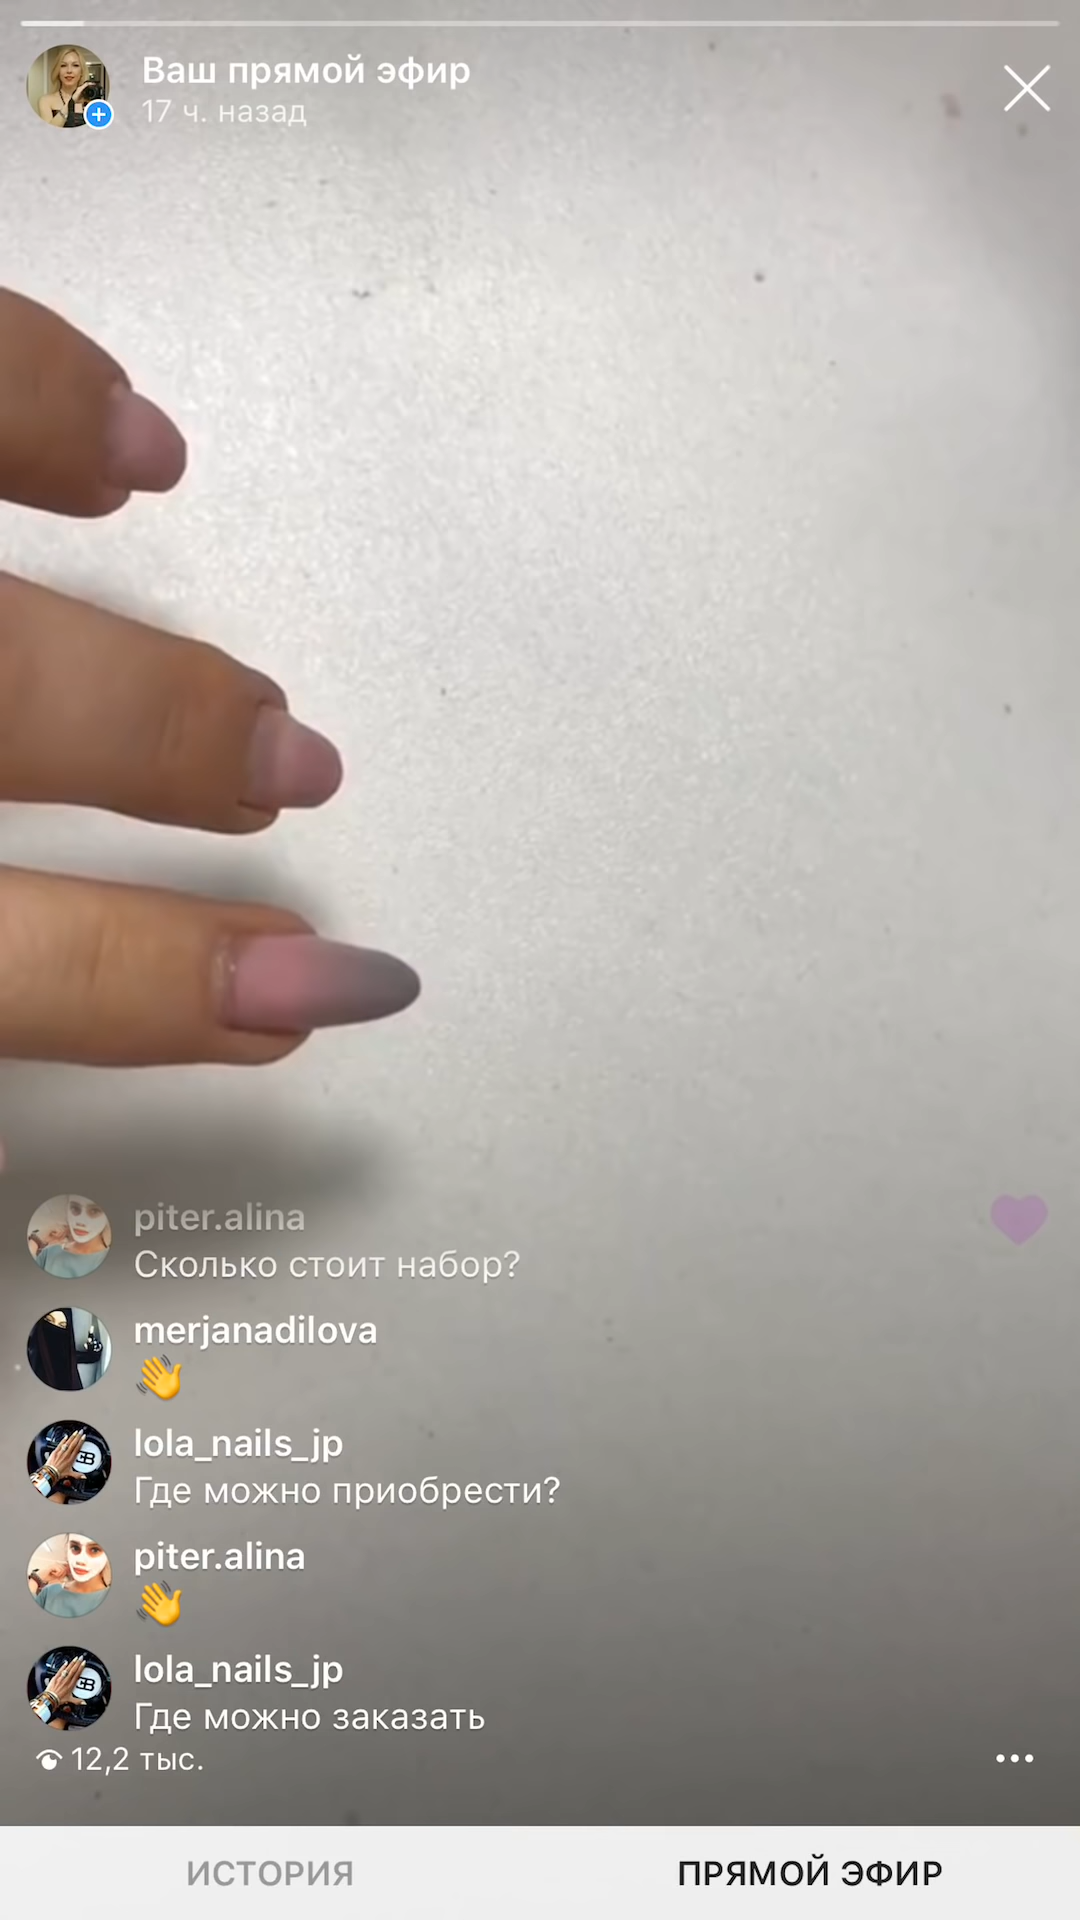 Ваш прямой эфир
17 ч. назад
piter.alina
Сколько стоит набор?
merjanadilova
👋
lola_nails_jp
Где можно приобрести?
piter.alina
👋
lola_nails_jp
Где можно заказать
12,2 тыс.
ИСТОРИЯ
ПРЯМОЙ ЭФИР